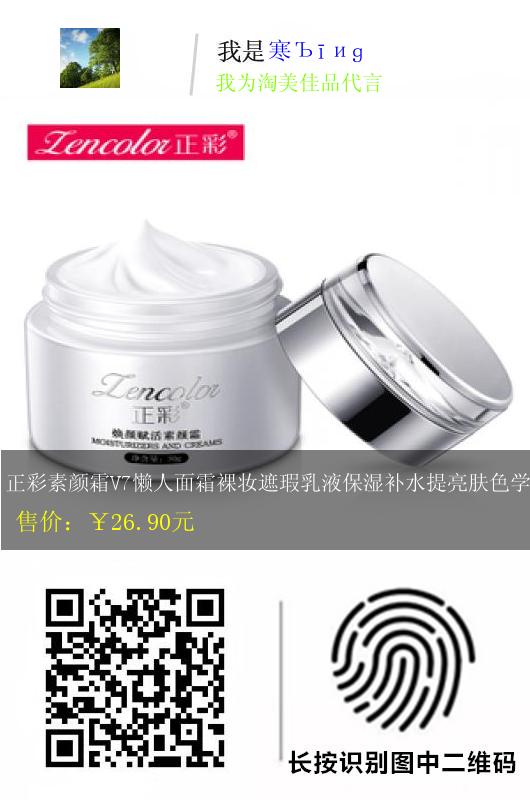 我是寒Ъīиg
我为淘美佳品代言
Zencolor正彩®
Zencolor
正彩®
焕颜赋活素颜霜
MOISTURIZERS AND CREAMS
净含量：50g
正彩素颜霜V7懒人面霜裸妆遮瑕乳液保湿补水提亮肤色学
售价：￥26.90元
长按识别图中二维码